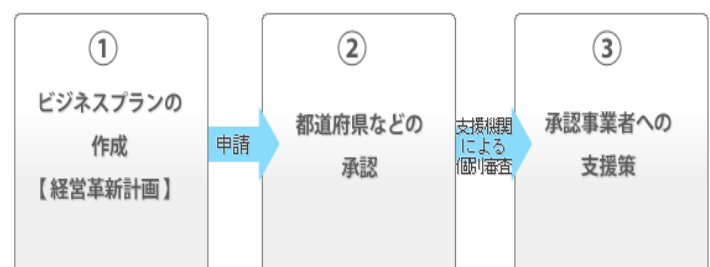 ①
ビジネスプランの
作成
【経営革新計画】
申請
②
都道府県などの
承認
支援機関
による
個別審査
③
承認事業者への
支援策